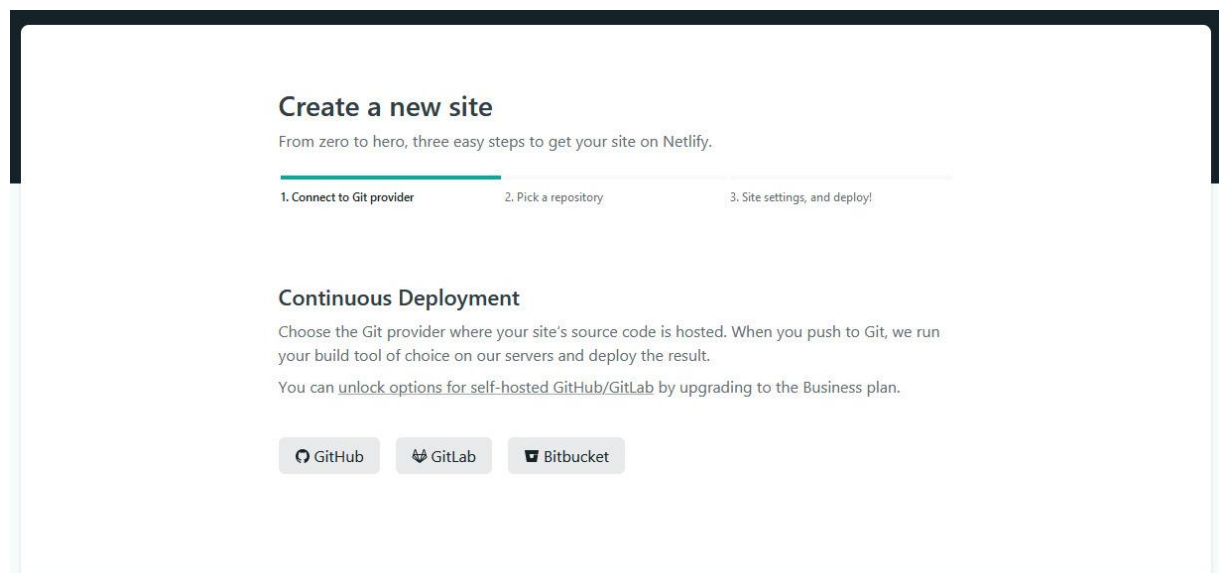 Create a new site
From zero to hero, three easy steps to get your site on Netlify.
1. Connect to Git provider
2. Pick a repository
3. Site settings, and deploy!
Continuous Deployment
Choose the Git provider where your site's source code is hosted. When you push to Git, we run
your build tool of choice on our servers and deploy the result.
You can unlock options for self-hosted GitHub/GitLab by upgrading to the Business plan.
GitHub
GitLab
Bitbucket